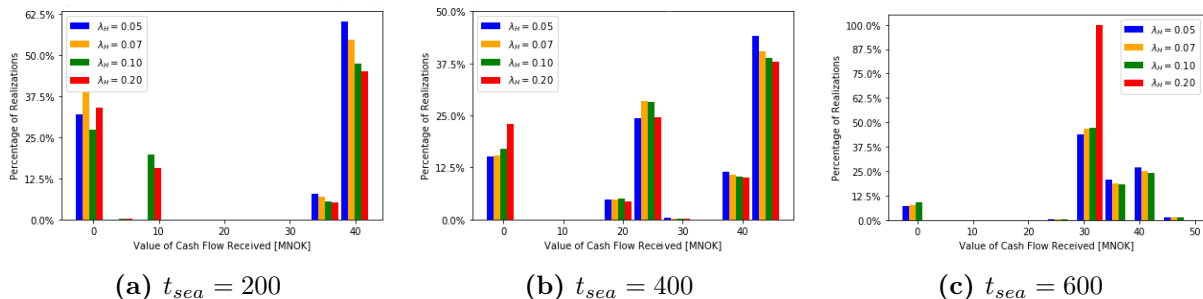 62.5%
50.0%
37.5%
25.0%
12.5%
0.0%
Percentage of Realizations
λH = 0.05
λH = 0.07
λH = 0.10
λH = 0.20
0 10 20 30 40
Value of Cash Flow Received [MNOK]
(a) tsea = 200
50.0%
37.5%
25.0%
12.5%
0.0%
Percentage of Realizations
λH = 0.05
λH = 0.07
λH = 0.10
λH = 0.20
0 10 20 30 40
Value of Cash Flow Received [MNOK]
(b) tsea = 400
100.0%
87.5%
75.0%
62.5%
50.0%
37.5%
25.0%
12.5%
0.0%
Percentage of Realizations
λH = 0.05
λH = 0.07
λH = 0.10
λH = 0.20
0 10 20 30 40 50
Value of Cash Flow Received [MNOK]
(c) tsea = 600